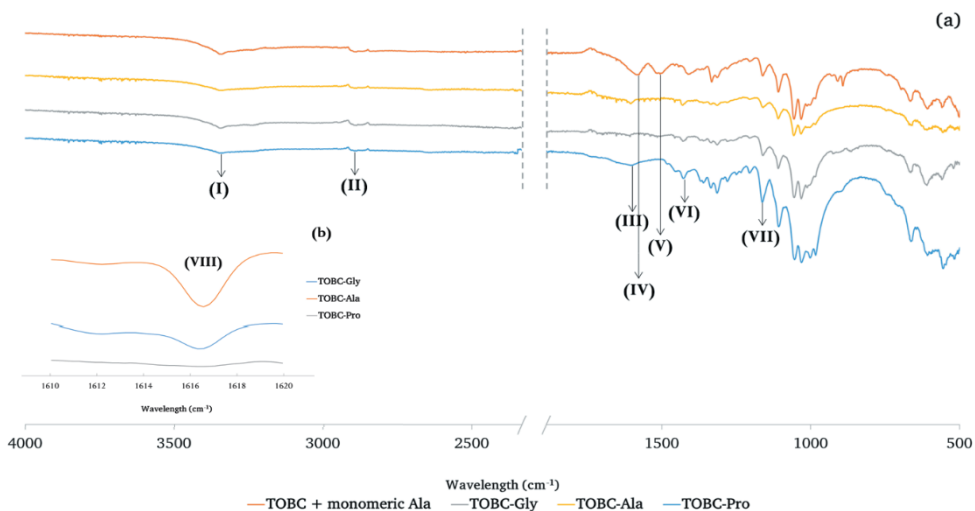 (a)
(I)
(II)
(III)
(VI)
(VII)
(V)
(IV)
(b)
(VIII)
TOBC-Gly
TOBC-Ala
TOBC-Pro
1610 1612 1614 1616 1618 1620
Wavelength (cm⁻¹)
4000 3500 3000 2500 1500 1000 500
Wavelength (cm⁻¹)
TOBC + monomeric Ala TOBC-Gly TOBC-Ala TOBC-Pro